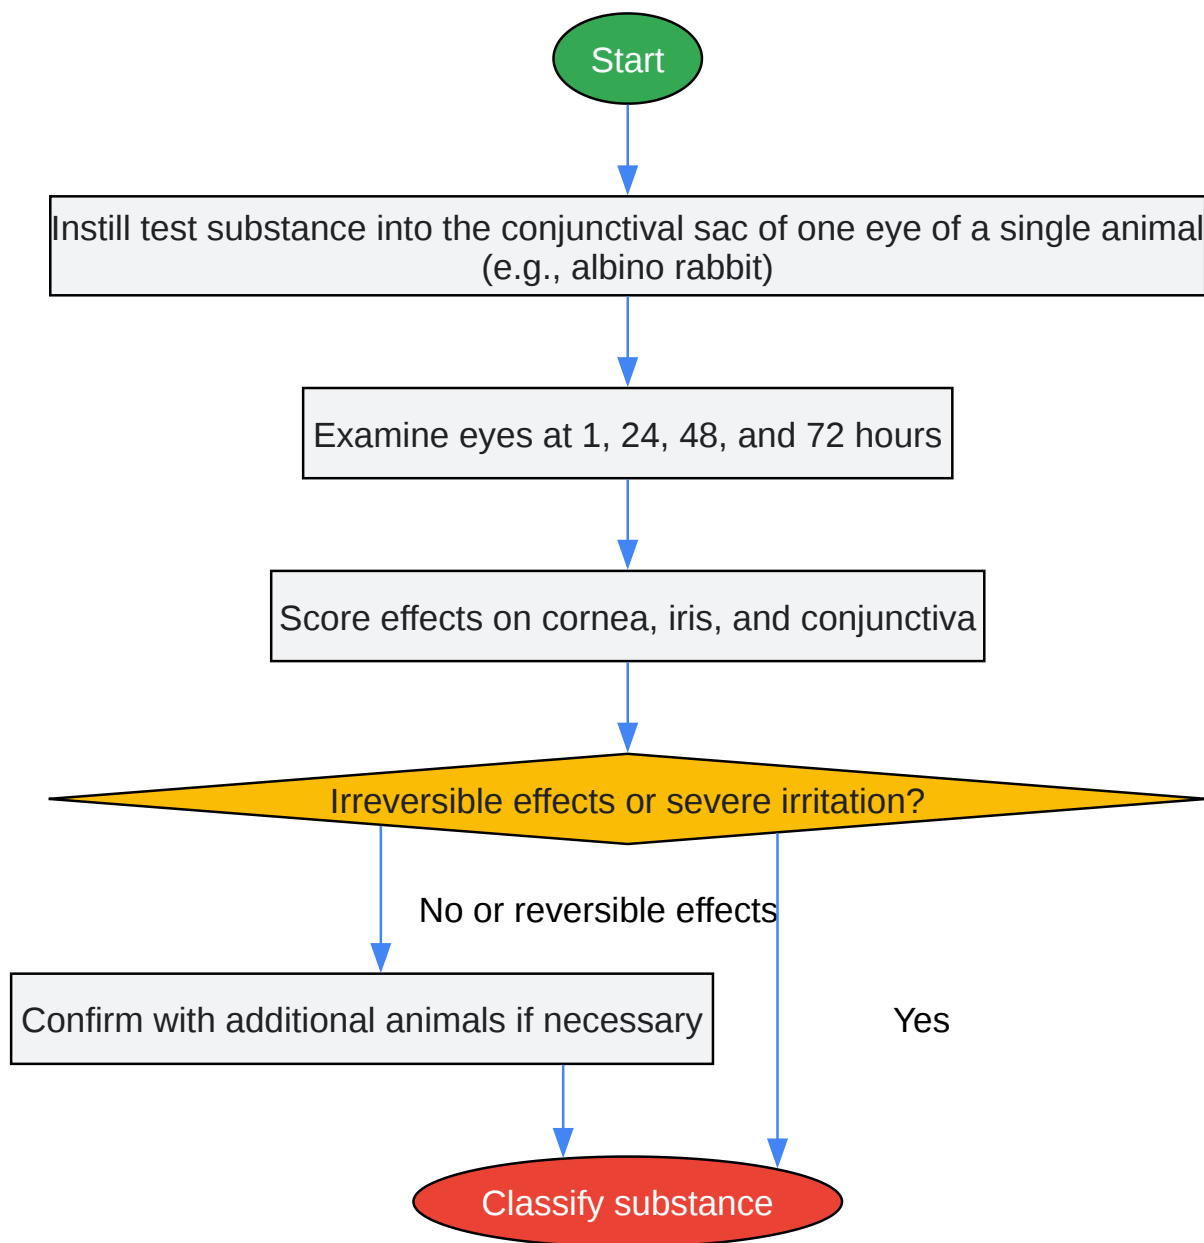 Start
Instill test substance into the conjunctival sac of one eye of a single animal
(e.g., albino rabbit)
Examine eyes at 1, 24, 48, and 72 hours
Score effects on cornea, iris, and conjunctiva
Irreversible effects or severe irritation?
No or reversible effects
Confirm with additional animals if necessary
Yes
Classify substance